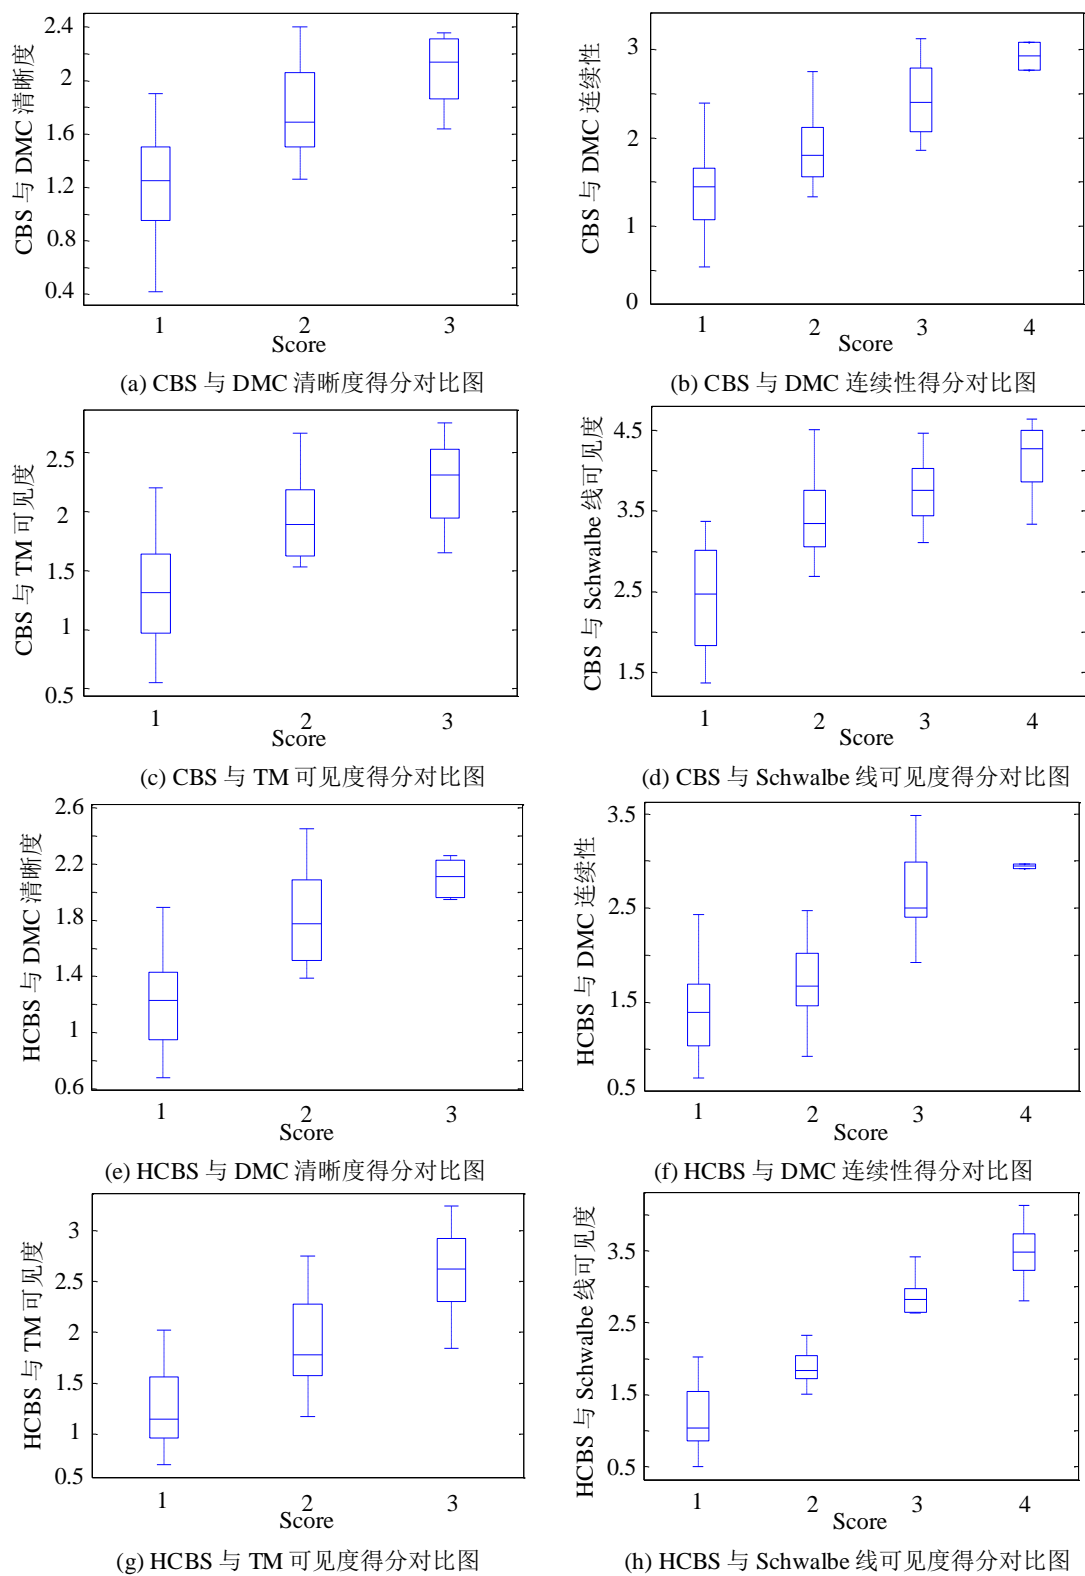 CBS 与 DMC 清晰度
2.4
2
1.6
1.2
0.8
0.4
1 2 3
Score
(a) CBS 与 DMC 清晰度得分对比图
CBS 与 DMC 连续性
3
2
1
0
1 2 3 4
Score
(b) CBS 与 DMC 连续性得分对比图
CBS 与 TM 可见度
2.5
2
1.5
1
0.5
1 2 3
Score
(c) CBS 与 TM 可见度得分对比图
CBS 与 Schwalbe 线可见度
4.5
3.5
2.5
1.5
1 2 3 4
Score
(d) CBS 与 Schwalbe 线可见度得分对比图
HCBS 与 DMC 清晰度
2.6
2.2
1.8
1.4
1
0.6
1 2 3
Score
(e) HCBS 与 DMC 清晰度得分对比图
HCBS 与 DMC 连续性
3.5
2.5
1.5
0.5
1 2 3 4
Score
(f) HCBS 与 DMC 连续性得分对比图
HCBS 与 TM 可见度
3
2.5
2
1.5
1
0.5
1 2 3
Score
(g) HCBS 与 TM 可见度得分对比图
HCBS 与 Schwalbe 线可见度
3.5
2.5
1.5
0.5
1 2 3 4
Score
(h) HCBS 与 Schwalbe 线可见度得分对比图